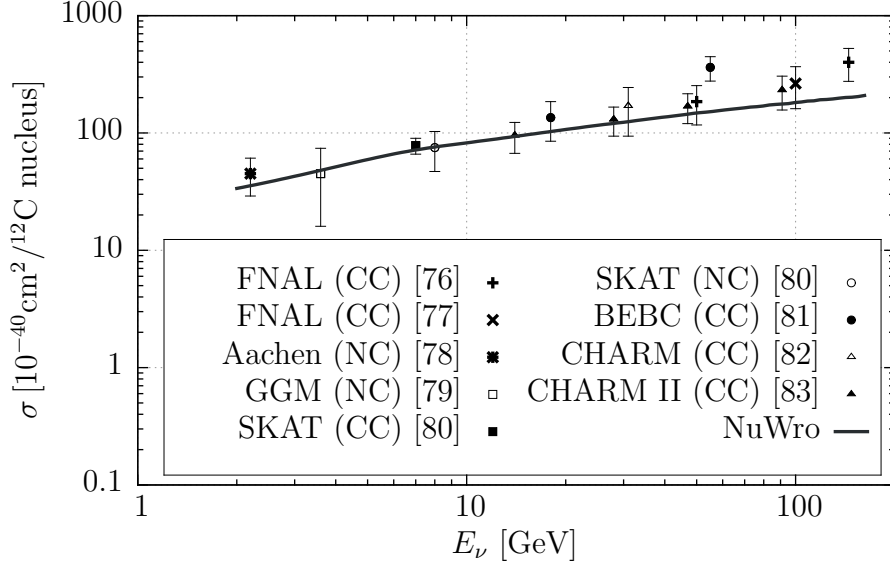 1000
100
10
1
0.1
σ [10⁻⁴⁰cm²/¹²C nucleus]
FNAL (CC) [76]
FNAL (CC) [77]
Aachen (NC) [78]
GGM (NC) [79]
SKAT (CC) [80]
SKAT (NC) [80]
BEBC (CC) [81]
CHARM (CC) [82]
CHARM II (CC) [83]
NuWro
1 10 100
E_ν [GeV]